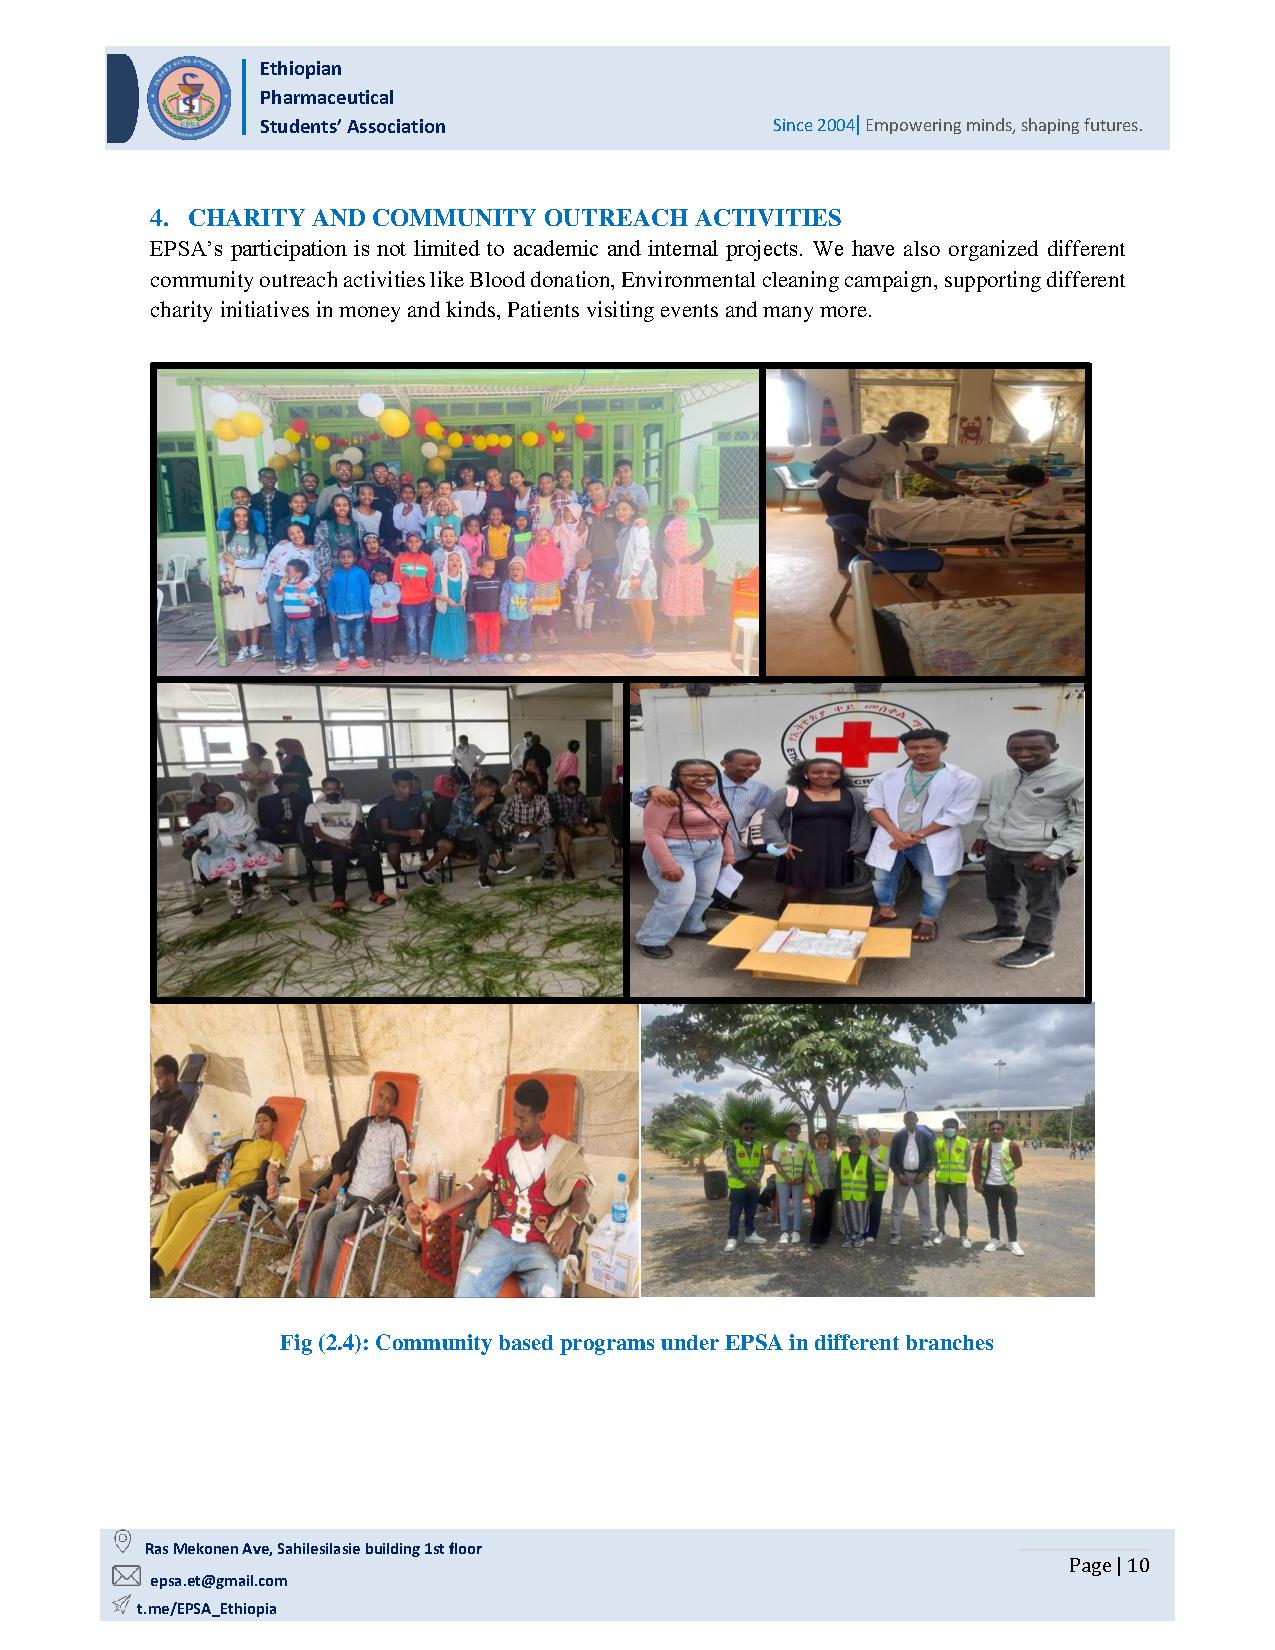 Ethiopian
Pharmaceutical
Students’ Association
Since 2004| Empowering minds, shaping futures.
EPSA
4. CHARITY AND COMMUNITY OUTREACH ACTIVITIES
EPSA’s participation is not limited to academic and internal projects. We have also organized different
community outreach activities like Blood donation, Environmental cleaning campaign, supporting different
charity initiatives in money and kinds, Patients visiting events and many more.
Fig (2.4): Community based programs under EPSA in different branches
Ras Mekonen Ave, Sahilesilasie building 1st floor
epsa.et@gmail.com
t.me/EPSA_Ethiopia
Page | 10